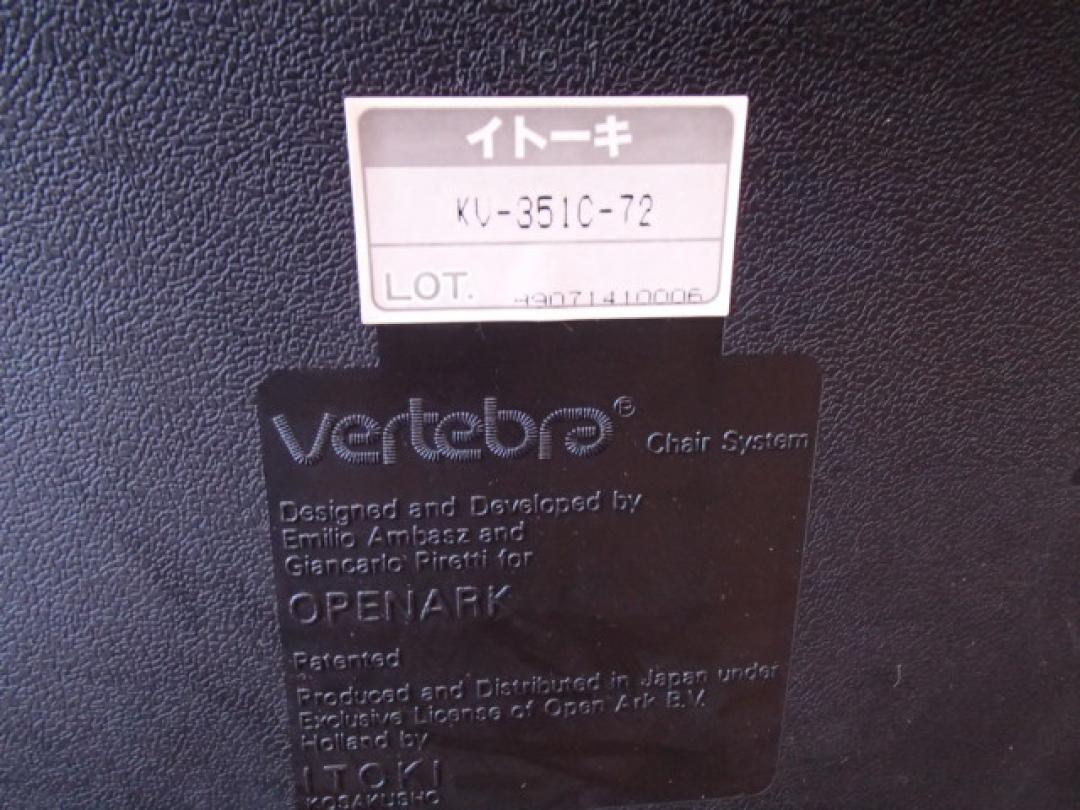 イトーキ
KV-351C-72
LOT. 49071410006
vertebra® Chair System
Designed and Developed by
Emilio Ambasz and
Giancarlo Piretti for
OPENARK
Patented
Produced and Distributed in Japan under
Exclusive License of Open Ark B.V.
Holland by
ITOKI
KOSAKUSHO